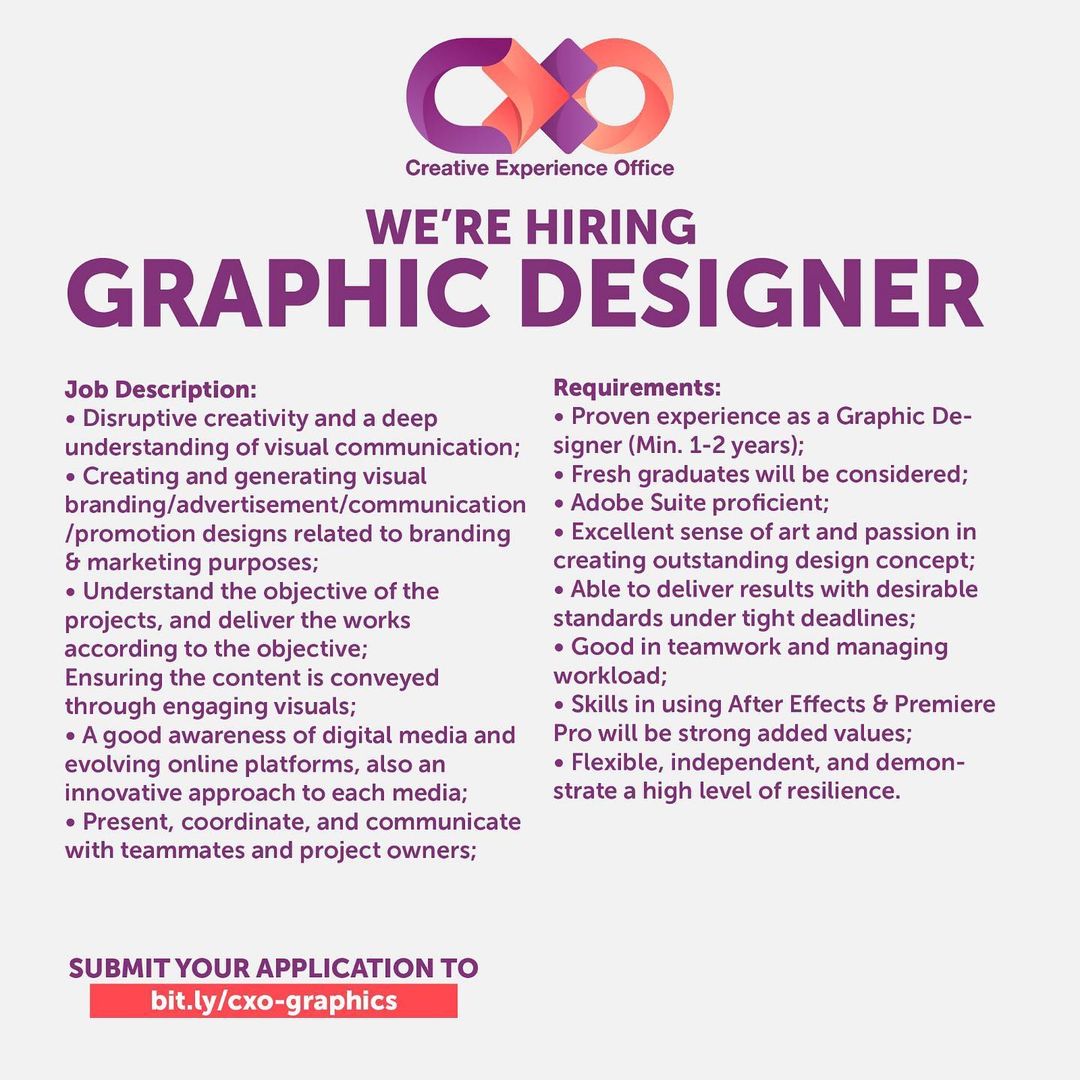 CXO
Creative Experience Office
WE'RE HIRING
GRAPHIC DESIGNER
Job Description:
• Disruptive creativity and a deep
understanding of visual communication;
• Creating and generating visual
branding/advertisement/communication
/promotion designs related to branding
& marketing purposes;
• Understand the objective of the
projects, and deliver the works
according to the objective;
Ensuring the content is conveyed
through engaging visuals;
• A good awareness of digital media and
evolving online platforms, also an
innovative approach to each media;
• Present, coordinate, and communicate
with teammates and project owners;
Requirements:
• Proven experience as a Graphic De-
signer (Min. 1-2 years);
• Fresh graduates will be considered;
• Adobe Suite proficient;
• Excellent sense of art and passion in
creating outstanding design concept;
• Able to deliver results with desirable
standards under tight deadlines;
• Good in teamwork and managing
workload;
• Skills in using After Effects & Premiere
Pro will be strong added values;
• Flexible, independent, and demon-
strate a high level of resilience.
SUBMIT YOUR APPLICATION TO
bit.ly/cxo-graphics